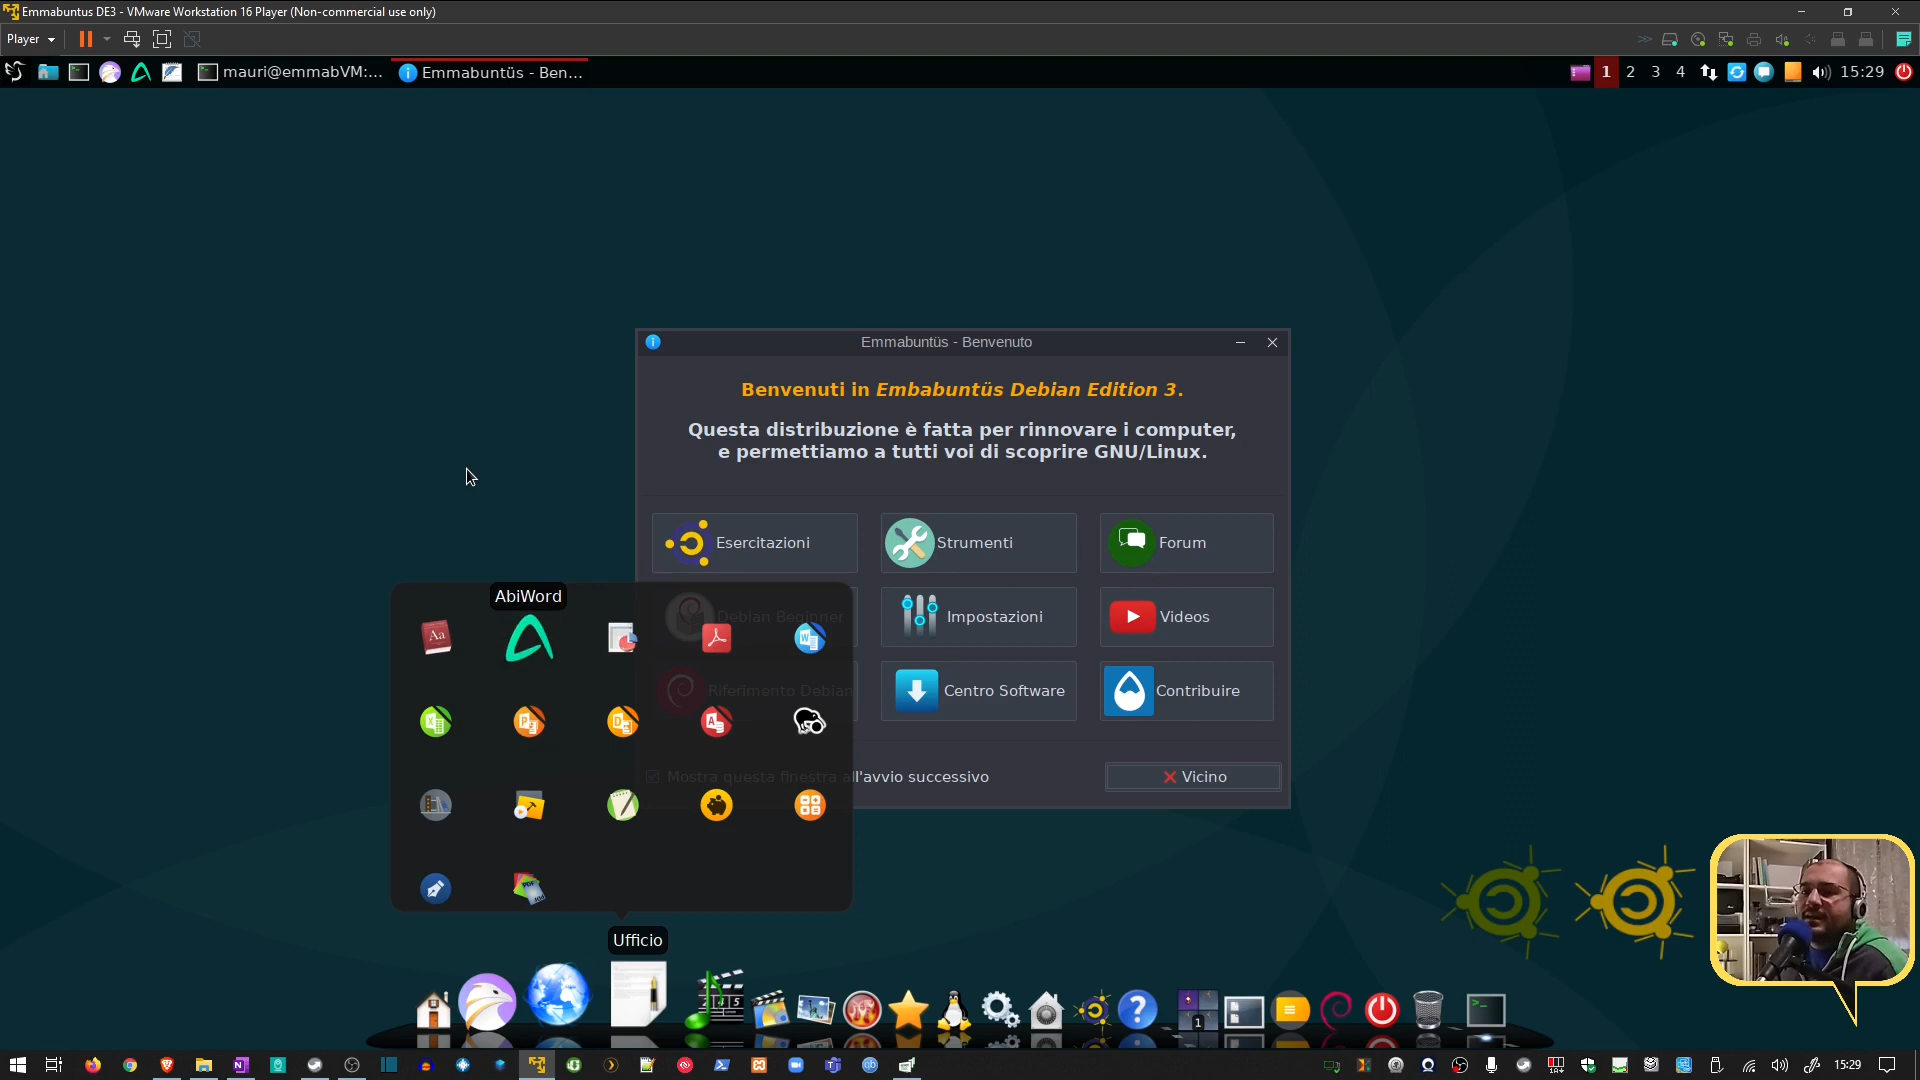 Emmabuntus DE3 - VMware Workstation 16 Player (Non-commercial use only)
Player
mauri@emmabVM:...
Emmabuntüs - Ben...
1 2 3 4
15:29
Emmabuntüs - Benvenuto
Benvenuti in Embabuntüs Debian Edition 3.
Questa distribuzione è fatta per rinnovare i computer,
e permettiamo a tutti voi di scoprire GNU/Linux.
Esercitazioni
Strumenti
Forum
Debian Beginner
Impostazioni
Videos
Riferimento Debian
Centro Software
Contribuire
Mostra questa finestra all'avvio successivo
Vicino
AbiWord
Aa
Ufficio
1
15:29